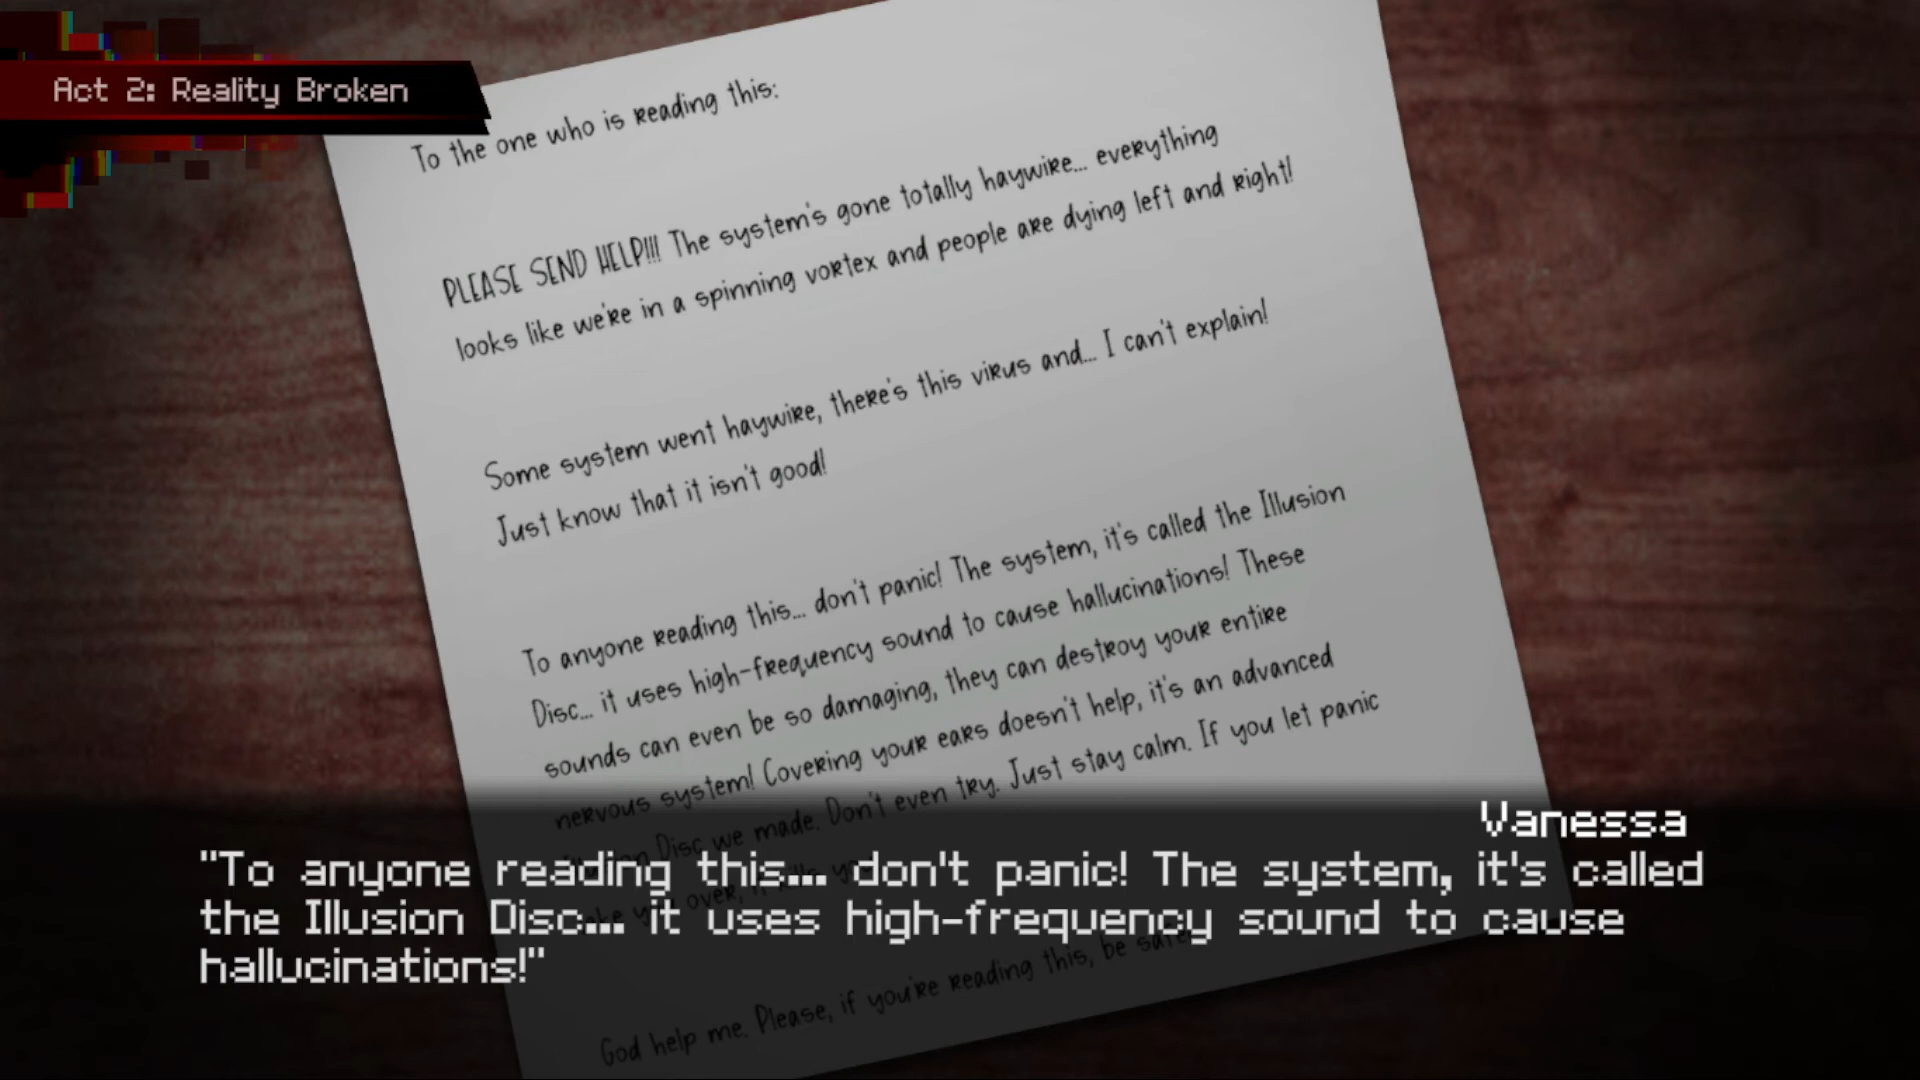 Act 2: Reality Broken
To the one who is reading this:
PLEASE SEND HELP!!! The system's gone totally haywire... everything
looks like we're in a spinning vortex and people are dying left and right!
Some system went haywire, there's this virus and... I can't explain!
Just know that it isn't good!
To anyone reading this... don't panic! The system, it's called the Illusion
Disc... it uses high-frequency sound to cause hallucinations! These
sounds can even be so damaging, they can destroy your entire
nervous system! Covering your ears doesn't help, it's an advanced
Disc we made. Don't even try. Just stay calm. If you let panic
you over, it kills
God help me. Please, if you're reading this, be safe
Vanessa
"To anyone reading this... don't panic! The system, it's called
the Illusion Disc... it uses high-frequency sound to cause
hallucinations!"